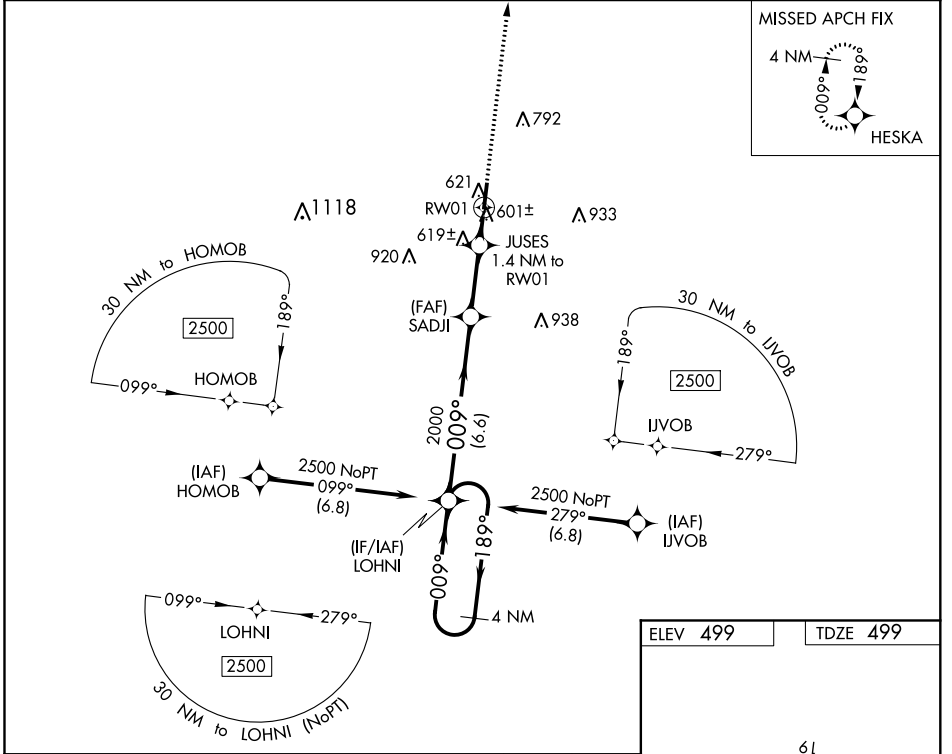 MISSED APCH FIX
4 NM
009°
189°
HESKA
792
621
RW01
601±
1118
933
619±
JUSES
1.4 NM to
RW01
920
(FAF)
SADJI
938
30 NM to HOMOB
2500
189°
HOMOB
099°
30 NM to IJVOB
2500
189°
IJVOB
279°
2000
009°
(6.6)
(IAF)
HOMOB
2500 NoPT
099°
(6.8)
2500 NoPT
279°
(6.8)
(IAF)
IJVOB
(IF/IAF)
LOHNI
009°
189°
4 NM
099°
279°
LOHNI
2500
30 NM to LOHNI (NoPT)
ELEV 499
TDZE 499
19